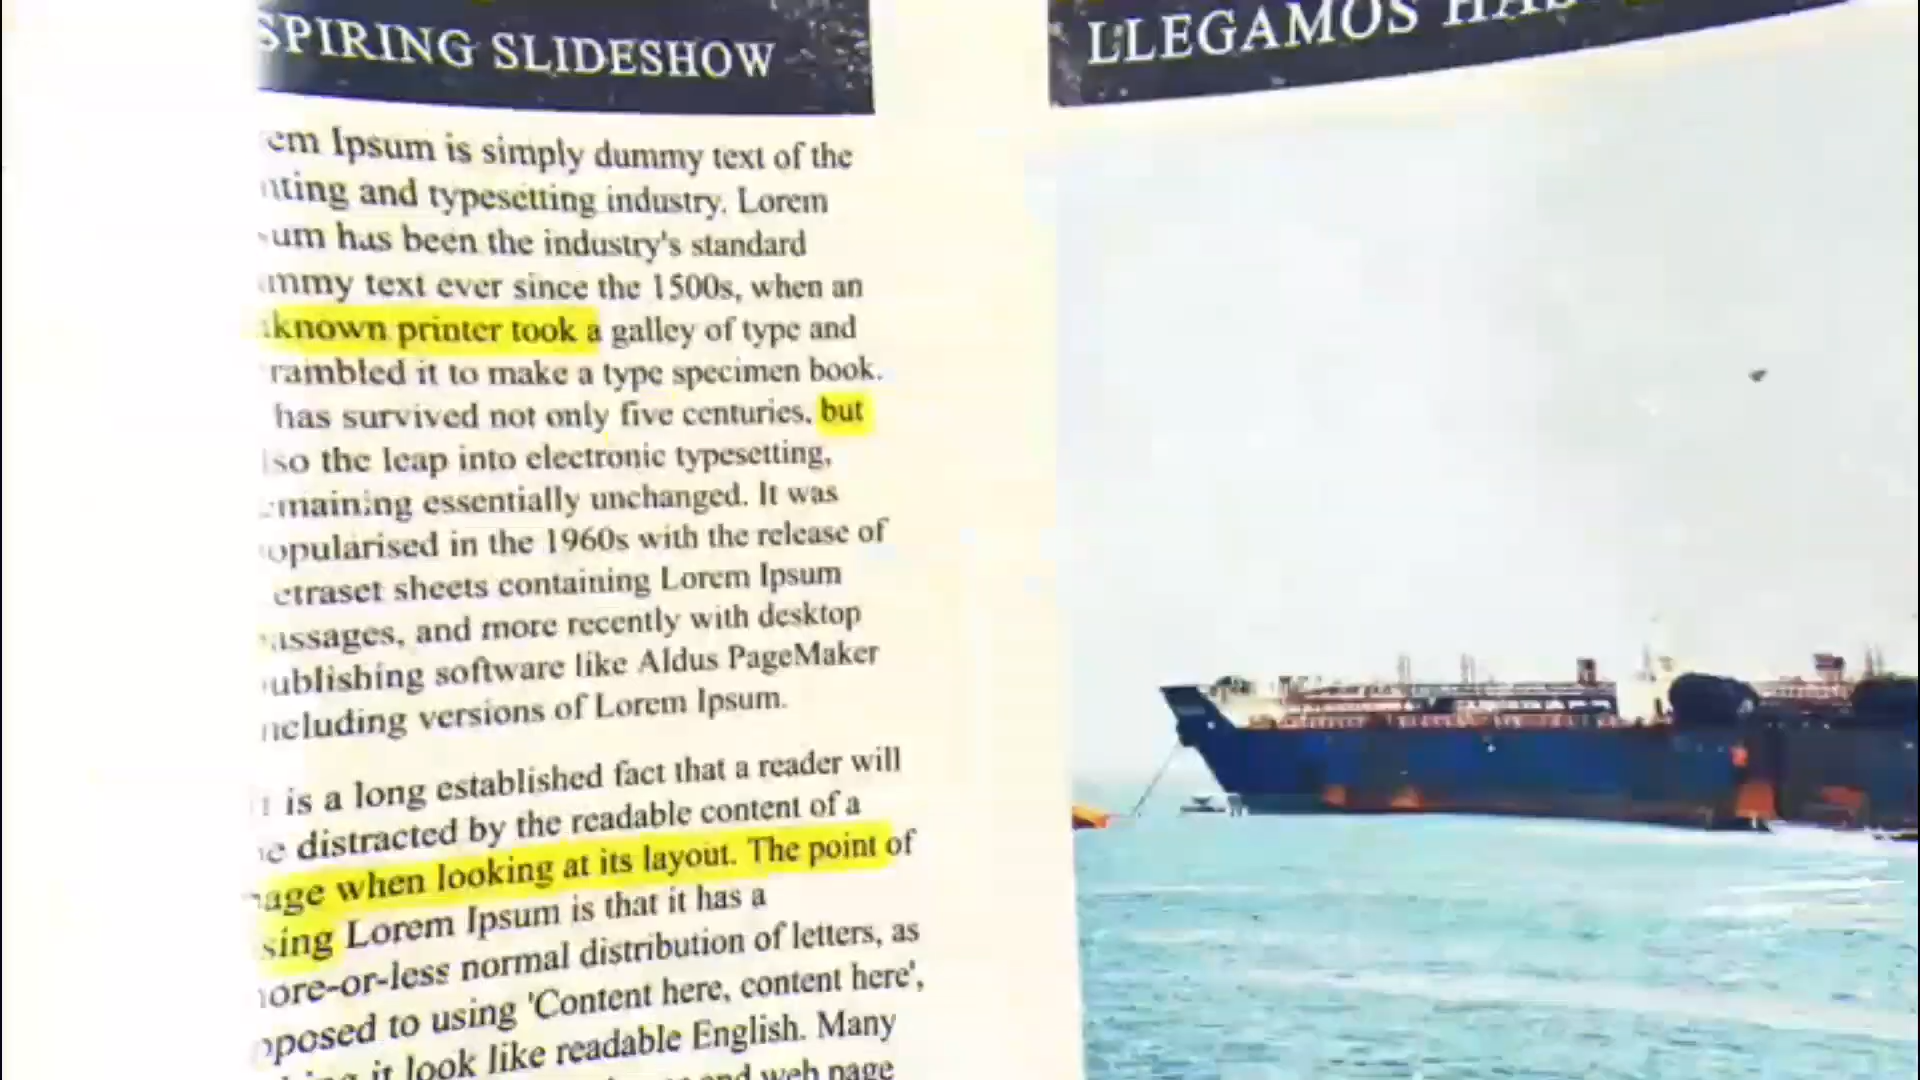 SPIRING SLIDESHOW
em Ipsum is simply dummy text of the
nting and typesetting industry. Lorem
um has been the industry's standard
mmy text ever since the 1500s, when an
known printer took a galley of type and
rambled it to make a type specimen book.
has survived not only five centuries, but
so the leap into electronic typesetting,
maining essentially unchanged. It was
opularised in the 1960s with the release of
etraset sheets containing Lorem Ipsum
assages, and more recently with desktop
ublishing software like Aldus PageMaker
ncluding versions of Lorem Ipsum.
is a long established fact that a reader will
e distracted by the readable content of a
age when looking at its layout. The point of
sing Lorem Ipsum is that it has a
ore-or-less normal distribution of letters, as
pposed to using 'Content here, content here',
it look like readable English. Many
and web page
LLEGAMOS HAS